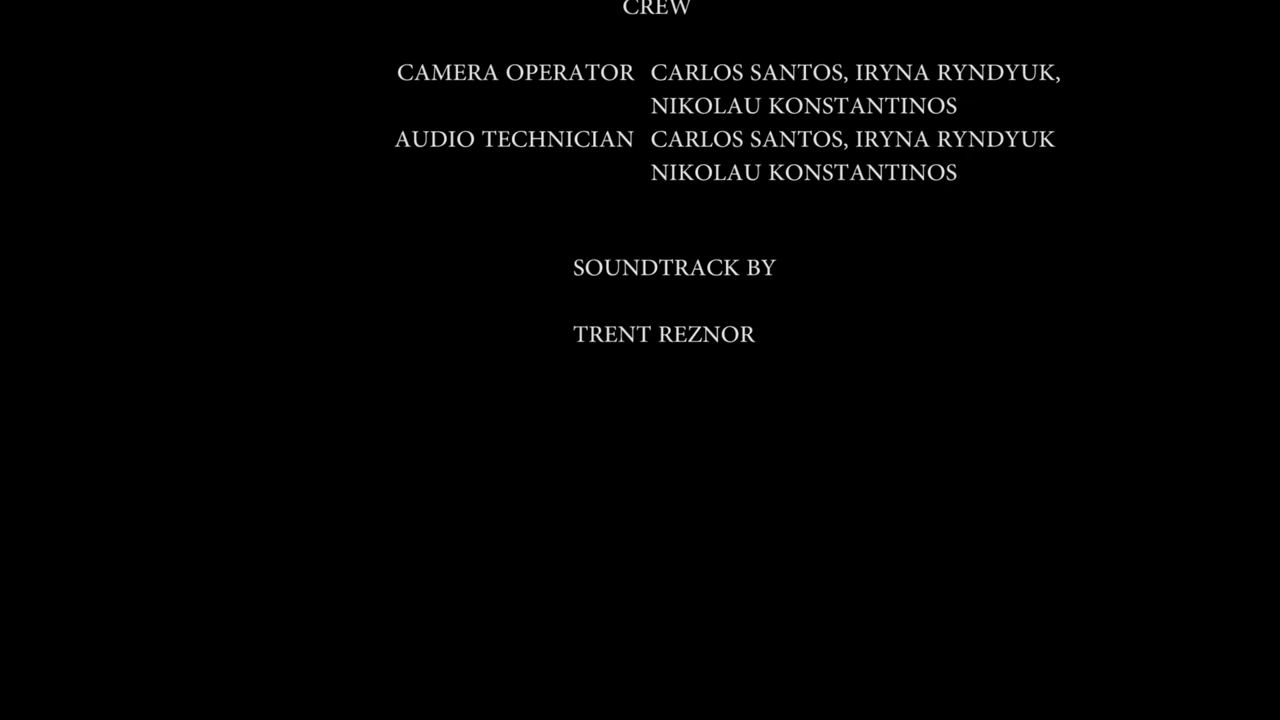 CREW
CAMERA OPERATOR CARLOS SANTOS, IRYNA RYNDYUK,
NIKOLAU KONSTANTINOS
AUDIO TECHNICIAN CARLOS SANTOS, IRYNA RYNDYUK
NIKOLAU KONSTANTINOS
SOUNDTRACK BY
TRENT REZNOR